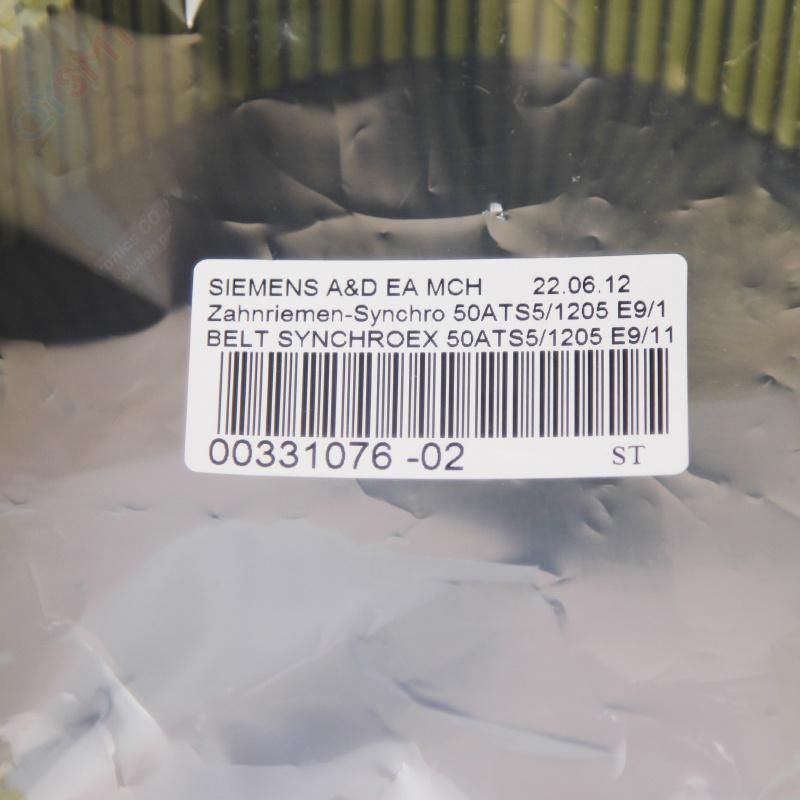 QYSMT
SIEMENS A&D EA MCH 22.06.12
Zahnriemen-Synchro 50ATS5/1205 E9/1
BELT SYNCHROEX 50ATS5/1205 E9/11
00331076 -02 ST